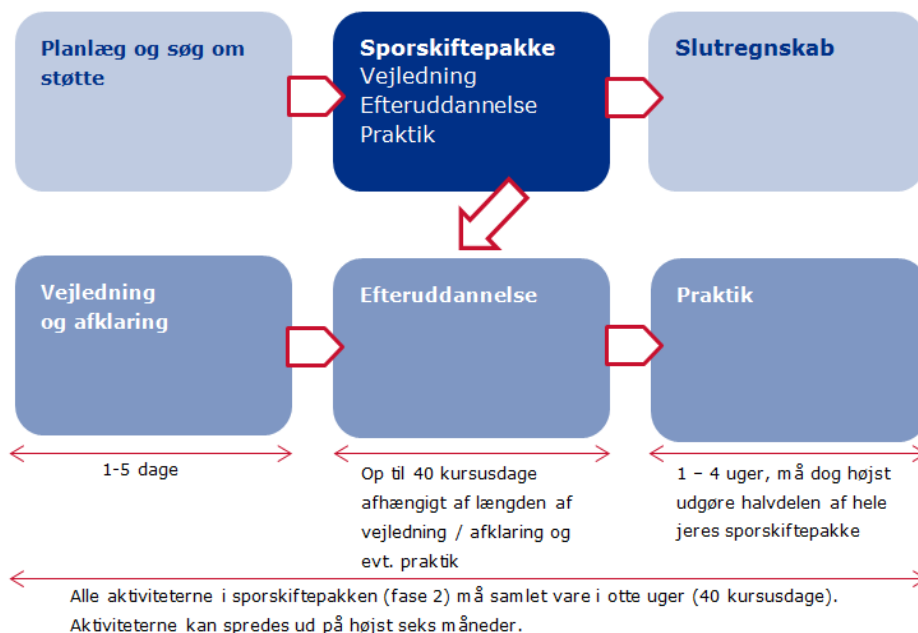 Planlæg og søg om
støtte
Sporskiftepakke
Vejledning
Efteruddannelse
Praktik
Slutregnskab
Vejledning
og afklaring
Efteruddannelse
Praktik
1-5 dage
Op til 40 kursusdage
afhængigt af længden af
vejledning / afklaring og
evt. praktik
1 – 4 uger, må dog højst
udgøre halvdelen af hele
jeres sporskiftepakke
Alle aktiviteterne i sporskiftepakken (fase 2) må samlet vare i otte uger (40 kursusdage).
Aktiviteterne kan spredes ud på højst seks måneder.